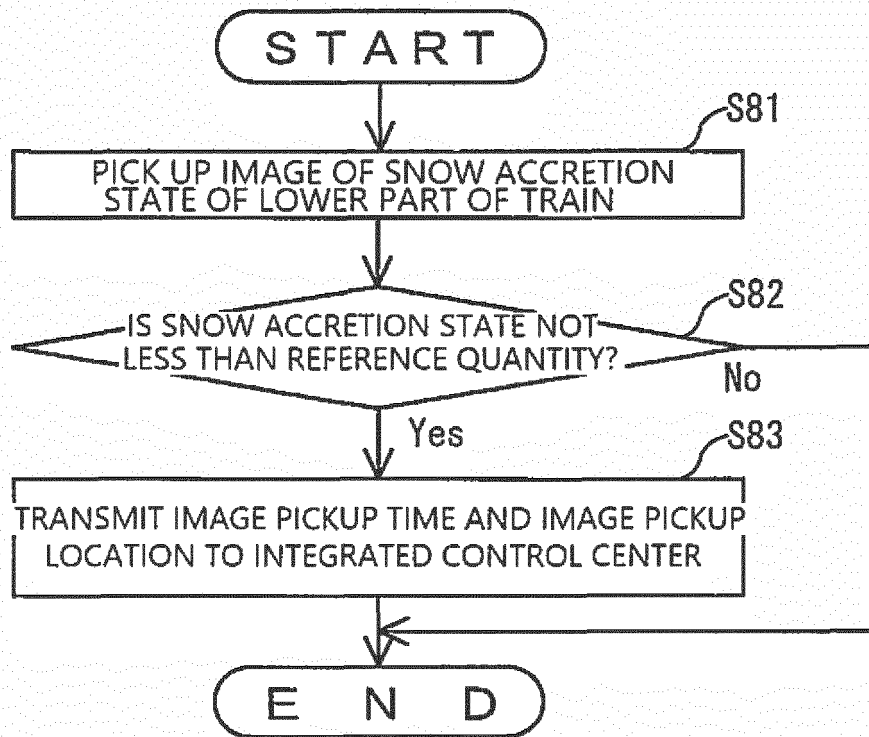 START
S81
PICK UP IMAGE OF SNOW ACCRETION
STATE OF LOWER PART OF TRAIN
S82
IS SNOW ACCRETION STATE NOT
LESS THAN REFERENCE QUANTITY?
No
Yes
S83
TRANSMIT IMAGE PICKUP TIME AND IMAGE PICKUP
LOCATION TO INTEGRATED CONTROL CENTER
END